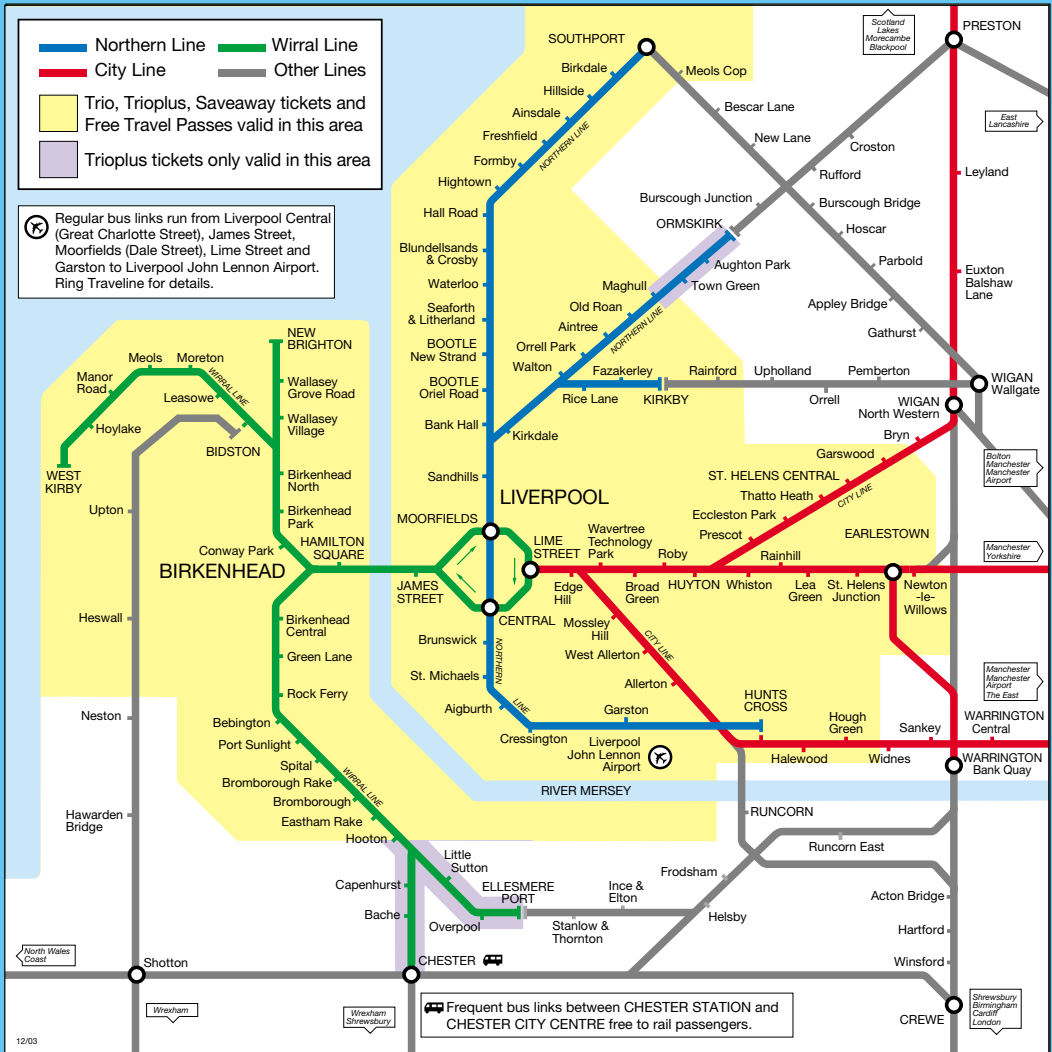 Northern Line
Wirral Line
City Line
Other Lines
Trio, Trioplus, Saveaway tickets and
Free Travel Passes valid in this area
Trioplus tickets only valid in this area
Regular bus links run from Liverpool Central
(Great Charlotte Street), James Street,
Moorfields (Dale Street), Lime Street and
Garston to Liverpool John Lennon Airport.
Ring Traveline for details.
SOUTHPORT
Birkdale
Hillside
Ainsdale
Freshfield
Formby
Hightown
NORTHERN LINE
Hall Road
Blundellsands
& Crosby
Waterloo
Seaforth
& Litherland
BOOTLE
New Strand
BOOTLE
Oriel Road
Bank Hall
Sandhills
Meols Cop
Bescar Lane
New Lane
Burscough Bridge
Hoscar
Parbold
Appley Bridge
Gathurst
Scotland
Lakes
Morecambe
Blackpool
PRESTON
East
Lancashire
Croston
Rufford
Burscough Junction
ORMSKIRK
Aughton Park
Town Green
Maghull
Old Roan
Aintree
Orrell Park
Walton
NORTHERN LINE
Kirkdale
Leyland
Euxton
Balshaw
Lane
Fazakerley
Rice Lane
KIRKBY
Rainford
Upholland
Orrell
Pemberton
WIGAN
Wallgate
WIGAN
North Western
Bolton
Manchester
Manchester
Airport
Bryn
Garswood
ST. HELENS CENTRAL
Thatto Heath
Eccleston Park
Prescot
CITY LINE
NEW
BRIGHTON
Wallasey
Grove Road
Wallasey
Village
Meols
Moreton
Manor
Road
Leasowe
WIRRAL LINE
Hoylake
WEST
KIRBY
BIDSTON
Birkenhead
North
Birkenhead
Park
Conway Park
HAMILTON
SQUARE
BIRKENHEAD
Upton
Heswall
Neston
Hawarden
Bridge
LIVERPOOL
MOORFIELDS
LIME
STREET
JAMES
STREET
CENTRAL
Wavertree
Technology
Park
Edge
Hill
Broad
Green
Roby
HUYTON
Whiston
Rainhill
Lea
Green
St. Helens
Junction
EARLESTOWN
Newton
-le-
Willows
Manchester
Yorkshire
Mossley
Hill
West Allerton
Allerton
CITY LINE
Brunswick
St. Michaels
Aigburth
NORTHERN
LINE
Cressington
Garston
HUNTS
CROSS
Liverpool
John Lennon
Airport
Halewood
Hough
Green
Widnes
Sankey
WARRINGTON
Central
WARRINGTON
Bank Quay
Manchester
Manchester
Airport
The East
RIVER MERSEY
Birkenhead
Central
Green Lane
Rock Ferry
Bebington
Port Sunlight
Spital
Bromborough Rake
Bromborough
Eastham Rake
Hooton
WIRRAL LINE
Little
Sutton
Capenhurst
Bache
Overpool
ELLESMERE
PORT
Ince &
Elton
Stanlow &
Thornton
Helsby
Frodsham
RUNCORN
Runcorn East
Acton Bridge
Hartford
Winsford
North Wales
Coast
Shotton
CHESTER
Wrexham
Wrexham
Shrewsbury
Frequent bus links between CHESTER STATION and
CHESTER CITY CENTRE free to rail passengers.
CREWE
Shrewsbury
Birmingham
Cardiff
London
12/03